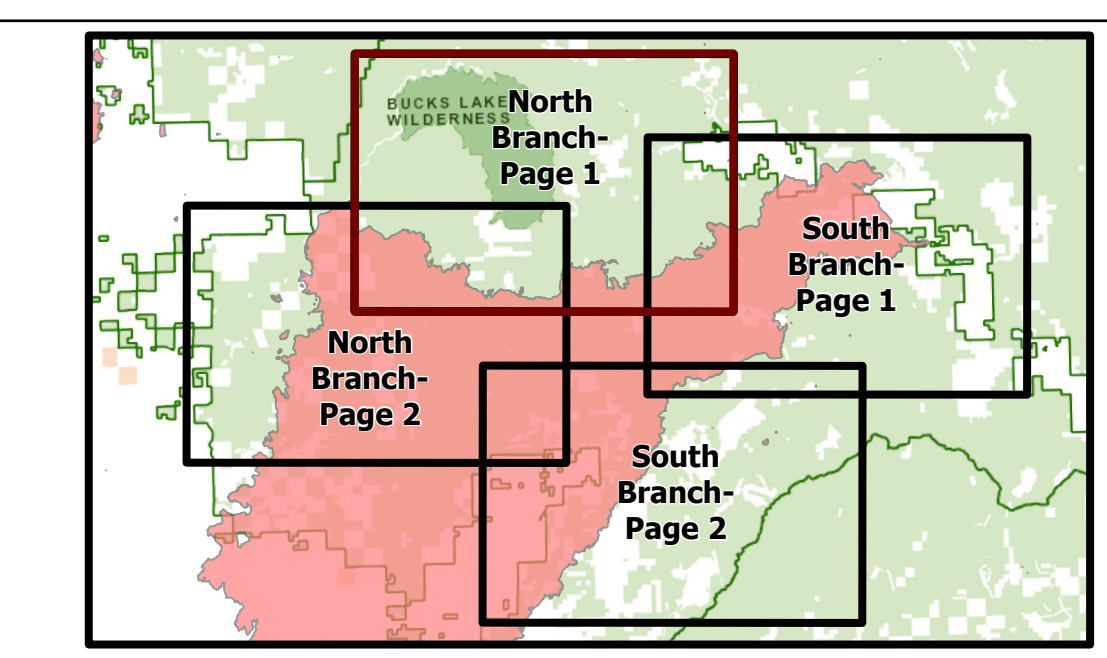 BUCKS LAKE
WILDERNESS
North
Branch-
Page 1
South
Branch-
Page 1
North
Branch-
Page 2
South
Branch-
Page 2